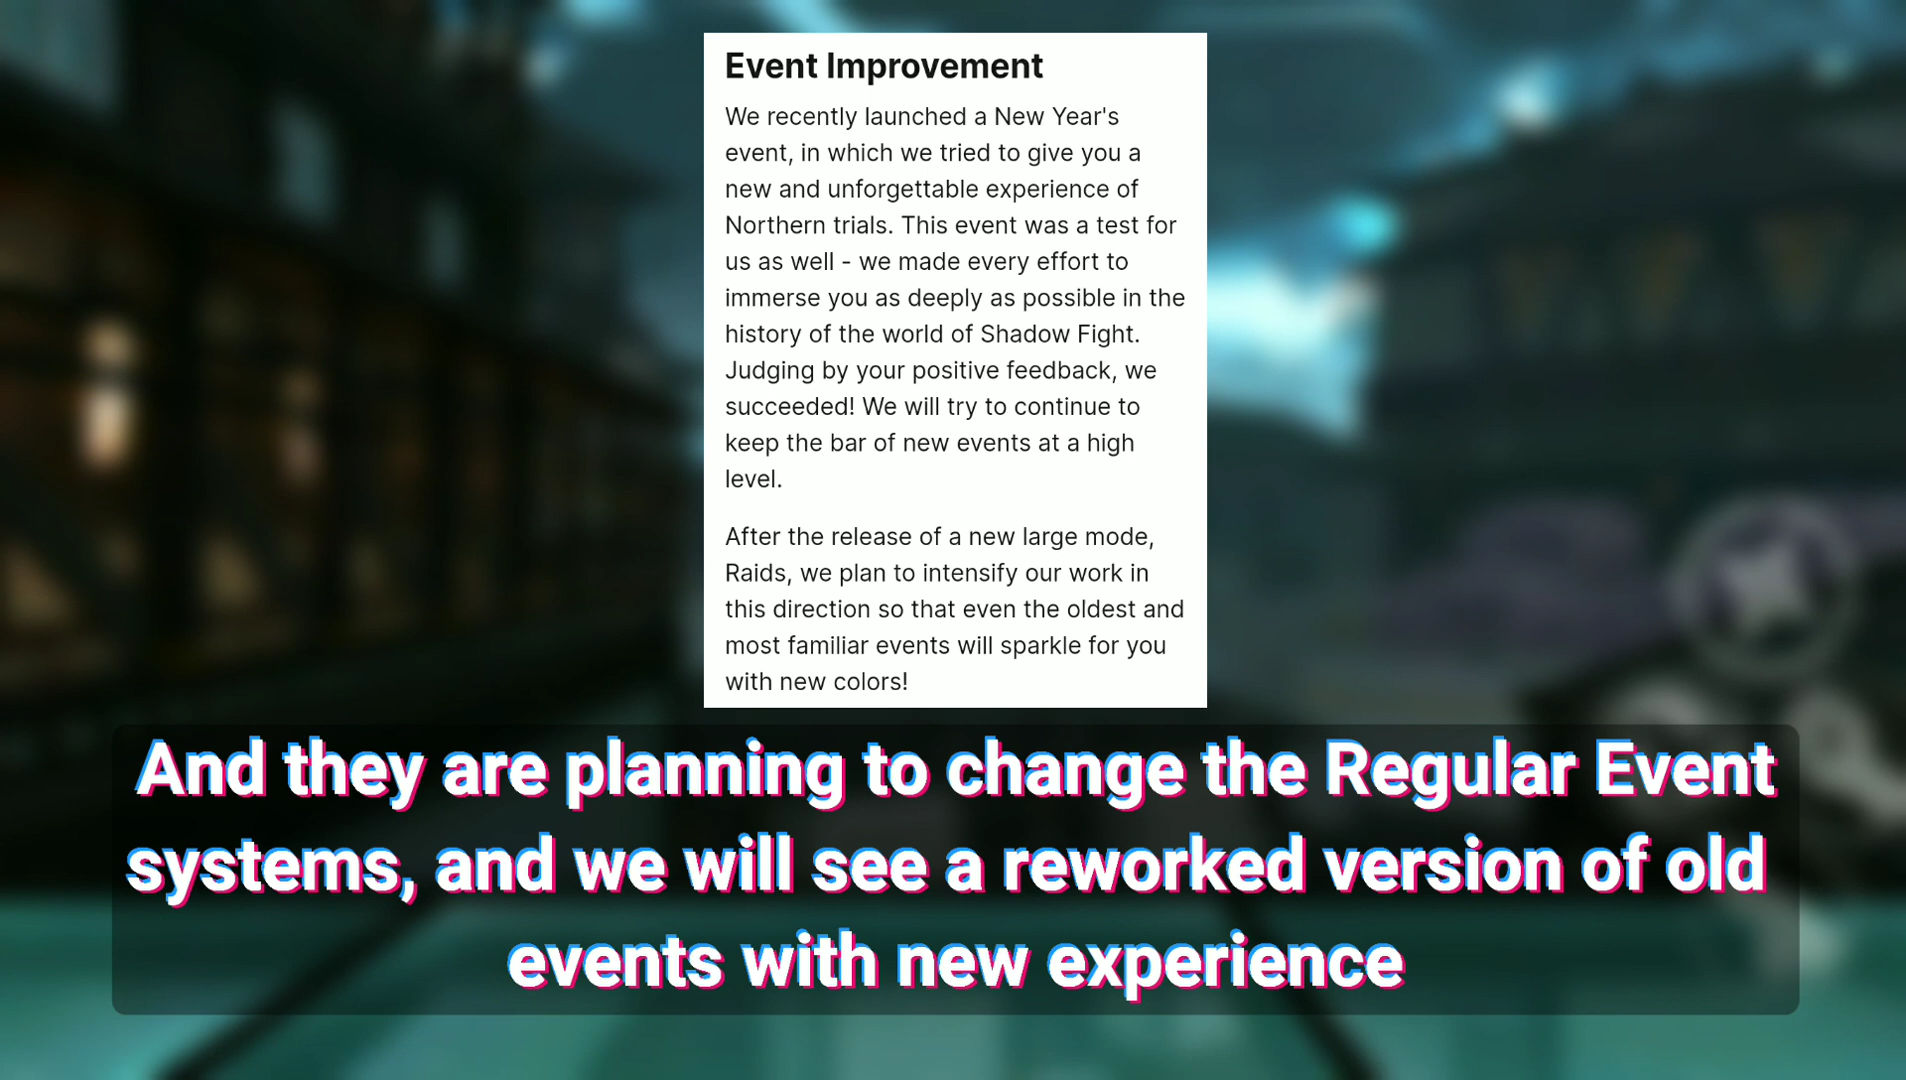 Event Improvement
We recently launched a New Year's
event, in which we tried to give you a
new and unforgettable experience of
Northern trials. This event was a test for
us as well - we made every effort to
immerse you as deeply as possible in the
history of the world of Shadow Fight.
Judging by your positive feedback, we
succeeded! We will try to continue to
keep the bar of new events at a high
level.
After the release of a new large mode,
Raids, we plan to intensify our work in
this direction so that even the oldest and
most familiar events will sparkle for you
with new colors!
And they are planning to change the Regular Event
systems, and we will see a reworked version of old
events with new experience